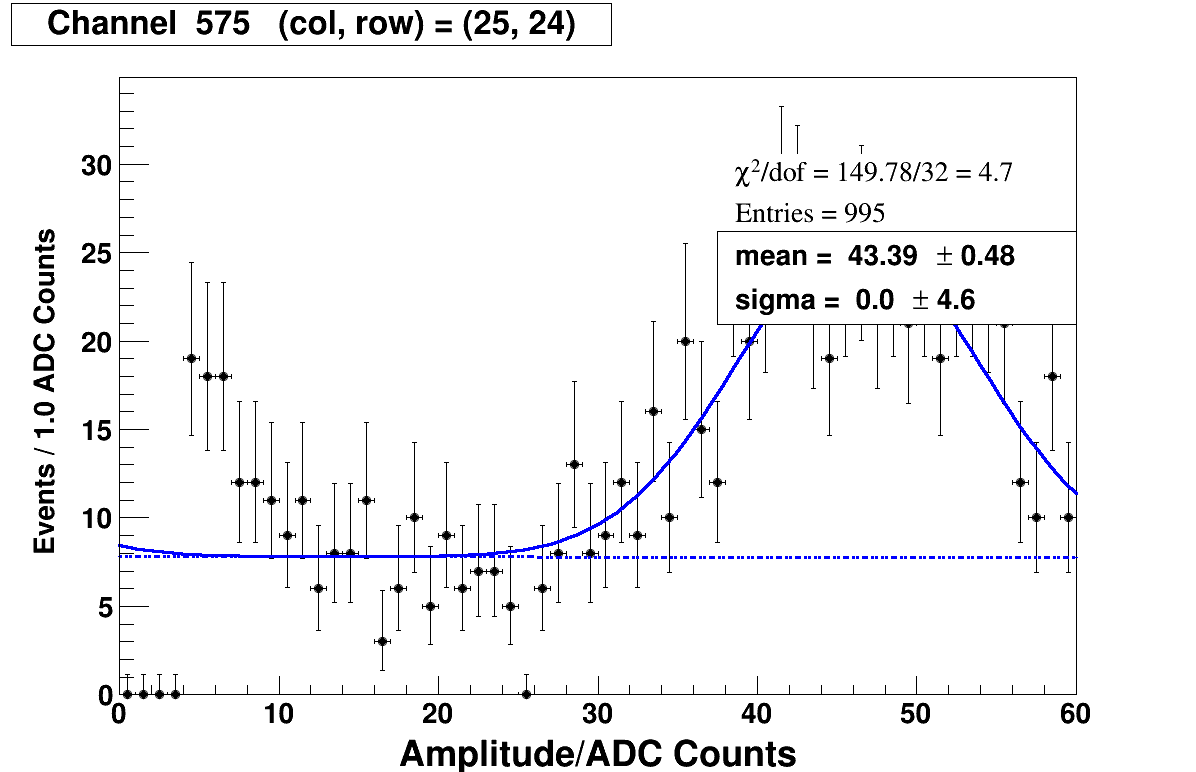 Channel 575 (col, row) = (25, 24)
χ²/dof = 149.78/32 = 4.7
Entries = 995
mean = 43.39 ± 0.48
sigma = 0.0 ± 4.6
Events / 1.0 ADC Counts
30
25
20
15
10
5
0
0 10 20 30 40 50 60
Amplitude/ADC Counts